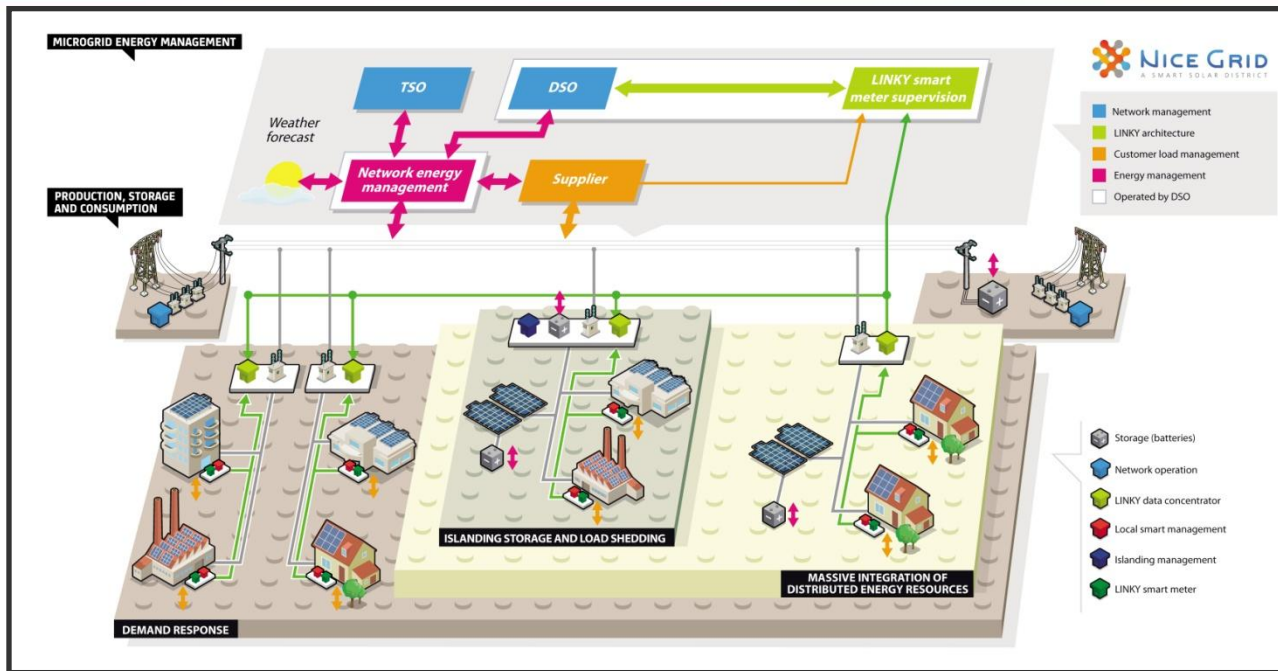 MICROGRID ENERGY MANAGEMENT
NICE GRID
A SMART SOLAR DISTRICT
TSO
DSO
LINKY smart
meter supervision
Weather
forecast
Network energy
management
Supplier
Network management
LINKY architecture
Customer load management
Energy management
Operated by DSO
PRODUCTION, STORAGE
AND CONSUMPTION
Storage (batteries)
Network operation
LINKY data concentrator
Local smart management
Islanding management
LINKY smart meter
ISLANDING STORAGE AND LOAD SHEDDING
MASSIVE INTEGRATION OF
DISTRIBUTED ENERGY RESOURCES
DEMAND RESPONSE